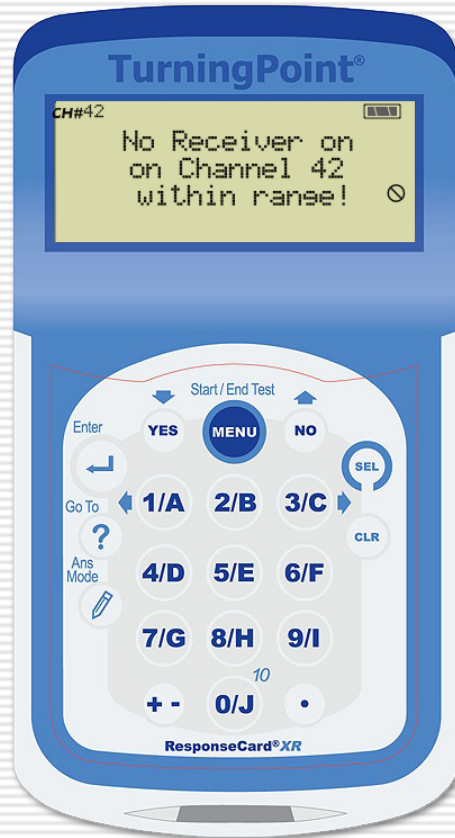 TurningPoint®
CH#42
No Receiver on
on Channel 42
within range!
Start / End Test
Enter
YES
MENU
NO
SEL
Go To
1/A
2/B
3/C
?
CLR
Ans
Mode
4/D
5/E
6/F
7/G
8/H
9/I
10
+ -
0/J
•
ResponseCard®XR